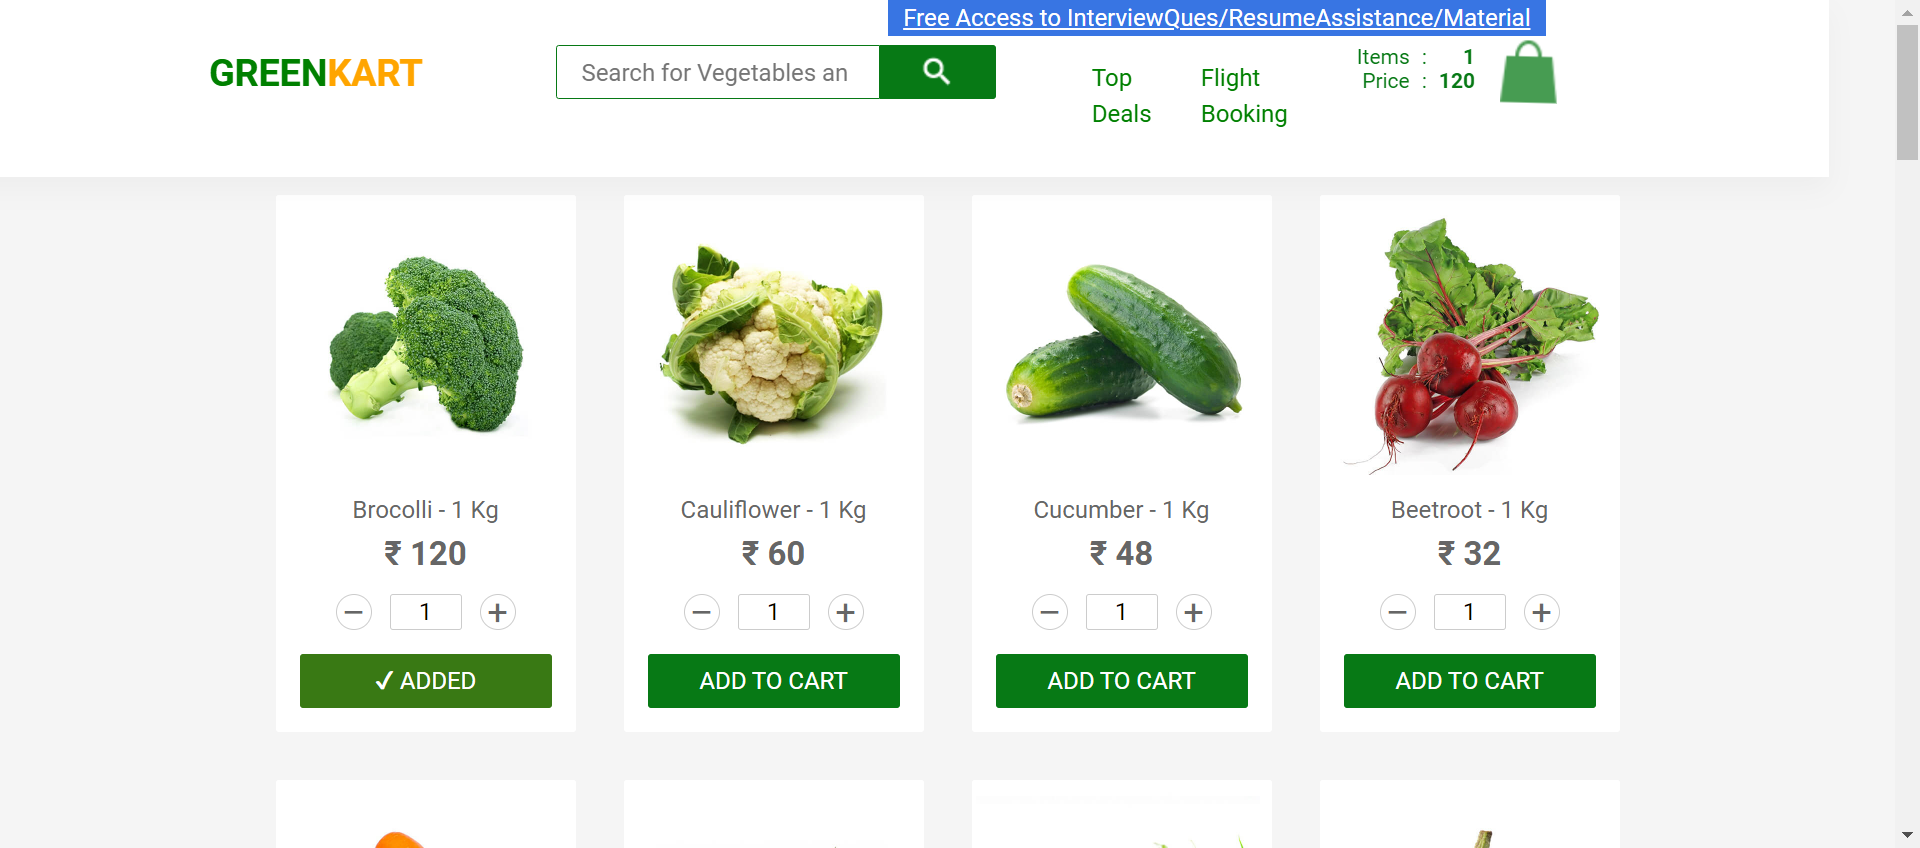 Free Access to InterviewQues/ResumeAssistance/Material
GREENKART
Search for Vegetables an
Top Deals
Flight Booking
Items : 1
Price : 120
Brocolli - 1 Kg
₹ 120
− 1 +
✓ ADDED
Cauliflower - 1 Kg
₹ 60
− 1 +
ADD TO CART
Cucumber - 1 Kg
₹ 48
− 1 +
ADD TO CART
Beetroot - 1 Kg
₹ 32
− 1 +
ADD TO CART